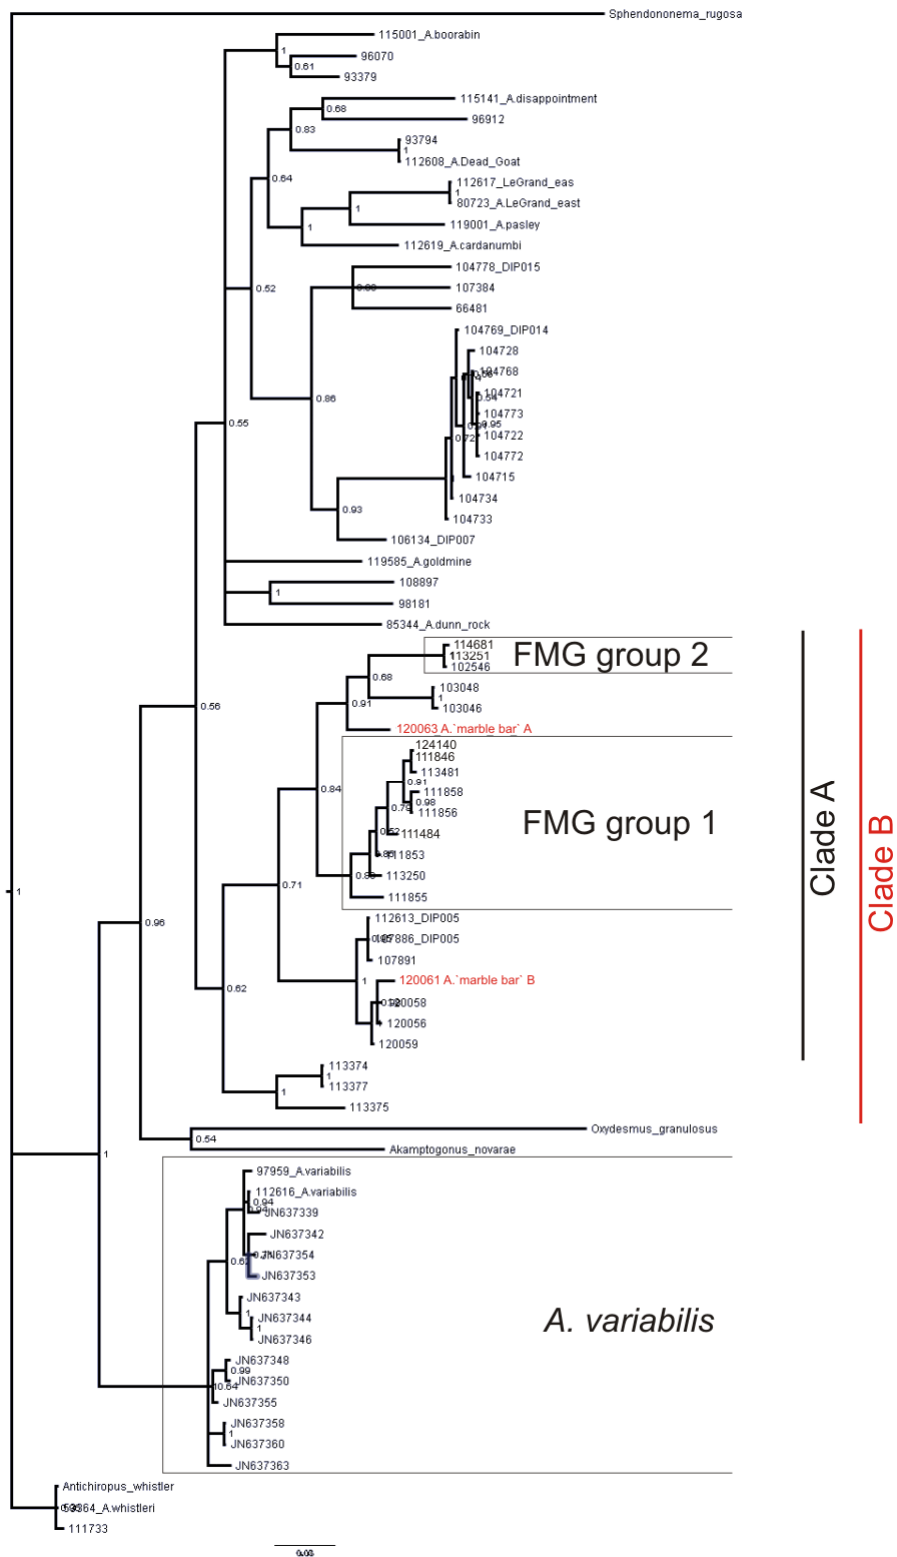 Sphendononema_rugosa
115001_A.boorabin
1
96070
0.61
93379
115141_A.disappointment
0.68
96912
0.83
93794
1
112608_A.Dead_Goat
0.64
112617_LeGrand_eas
1
80723_A.LeGrand_east
1
119001_A.pasley
1
112619_A.cardanumbi
104778_DIP015
0.52
107384
66481
104769_DIP014
104728
104768
104721
0.86
104773
0.55
104722
0.72
104772
104715
104734
0.93
104733
106134_DIP007
119585_A.goldmine
108897
1
98181
85344_A.dunn_rock
114681
113251
FMG group 2
102546
0.68
103048
1
0.91
103046
0.56
120063 A.`marble bar` A
124140
111846
113481
0.91
0.84
111858
0.98
111856
FMG group 1
111484
111853
113250
0.71
111855
Clade A
Clade B
1
112613_DIP005
0.96
107891
1
120061 A.`marble bar` B
0.62
120056
120059
113374
1
113377
1
113375
Oxydesmus_granulosus
0.54
Akamptogonus_novarae
1
97959_A.variabilis
112616_A.variabilis
0.94
JN637339
JN637342
JN637354
JN637353
JN637343
1
JN637344
1
JN637346
A. variabilis
JN637348
0.99
JN637350
JN637355
JN637358
1
JN637360
JN637363
Antichiropus_whistler
111733